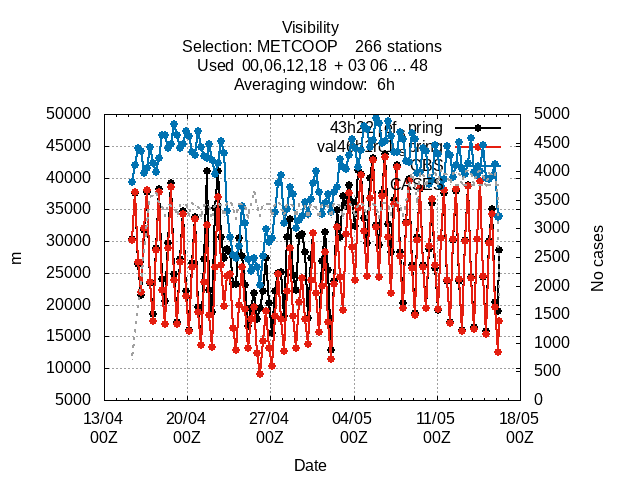 Visibility
Selection: METCOOP    266 stations
Used  00,06,12,18  + 03 06 ... 48
Averaging window:  6h
50000
45000
40000
35000
30000
25000
20000
15000
10000
5000
m
5000
4500
4000
3500
3000
2500
2000
1500
1000
500
0
No cases
OBS
CASES
13/04 00Z
20/04 00Z
27/04 00Z
04/05 00Z
11/05 00Z
18/05 00Z
Date